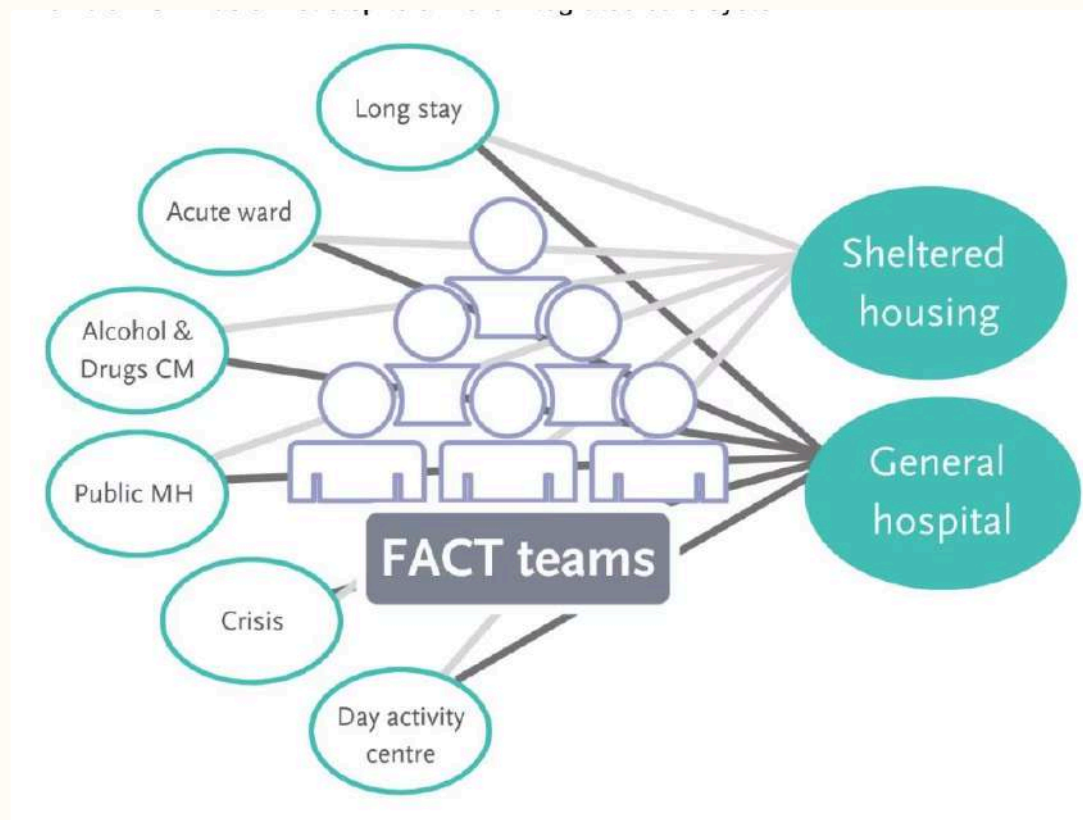 Long stay
Acute ward
Sheltered
housing
Alcohol &
Drugs CM
General
hospital
Public MH
FACT teams
Crisis
Day activity
centre